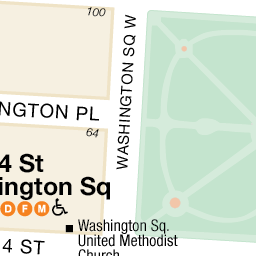 100
WASHINGTON SQ W
NGTON PL
64
4 St
ington Sq
D F M
Washington Sq.
United Methodist
Church
4 ST